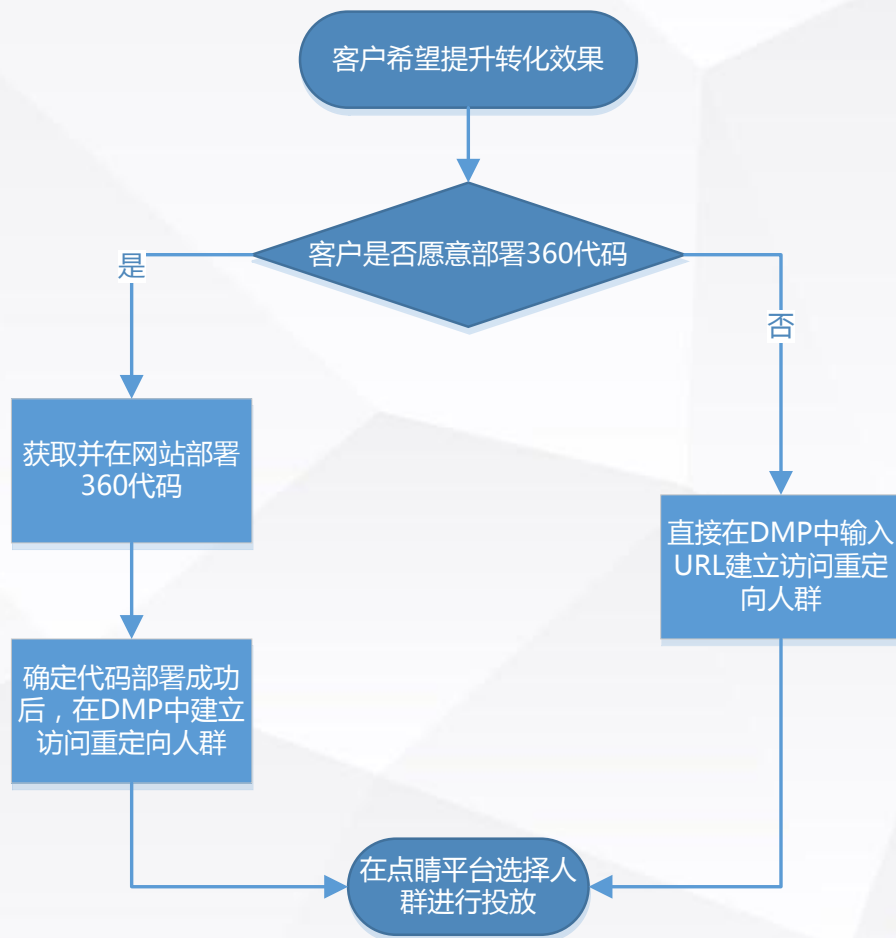 客户希望提升转化效果
客户是否愿意部署360代码
是
否
获取并在网站部署
360代码
直接在DMP中输入
URL建立访问重定
向人群
确定代码部署成功
后，在DMP中建立
访问重定向人群
在点睛平台选择人
群进行投放